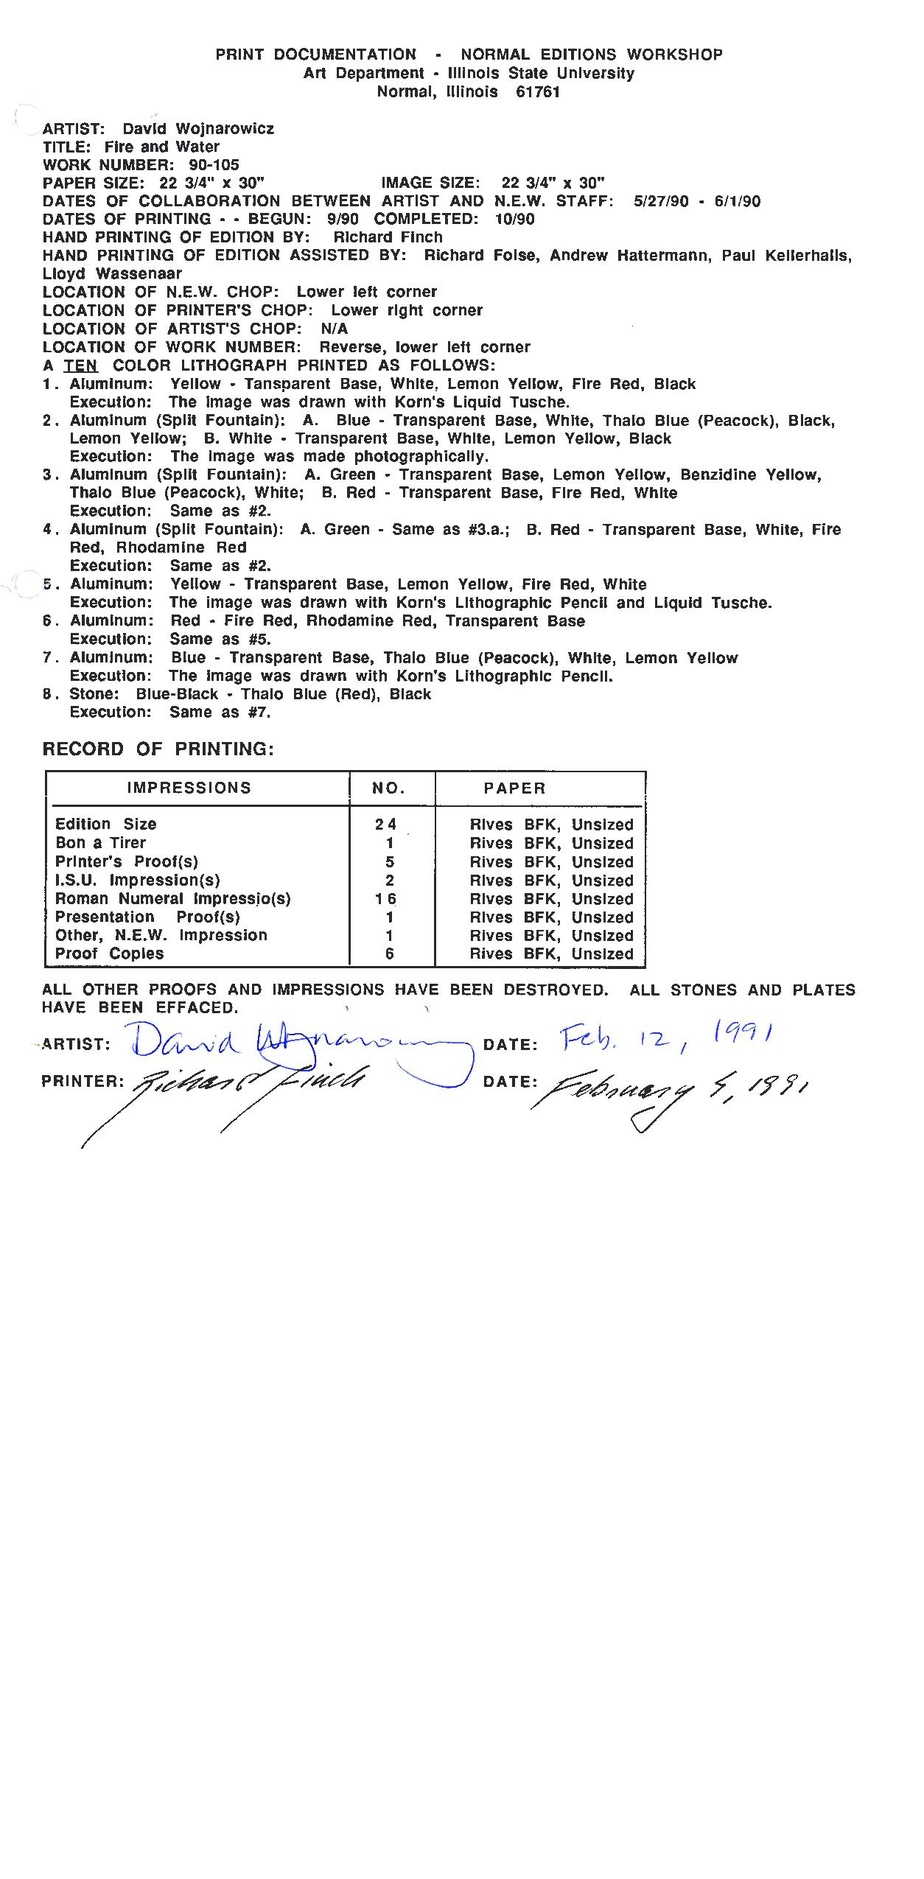 PRINT DOCUMENTATION - NORMAL EDITIONS WORKSHOP
Art Department - Illinois State University
Normal, Illinois 61761
ARTIST: David Wojnarowicz
TITLE: Fire and Water
WORK NUMBER: 90-105
PAPER SIZE: 22 3/4" x 30" IMAGE SIZE: 22 3/4" x 30"
DATES OF COLLABORATION BETWEEN ARTIST AND N.E.W. STAFF: 5/27/90 - 6/1/90
DATES OF PRINTING - - BEGUN: 9/90 COMPLETED: 10/90
HAND PRINTING OF EDITION BY: Richard Finch
HAND PRINTING OF EDITION ASSISTED BY: Richard Folse, Andrew Hattermann, Paul Kellerhalls,
Lloyd Wassenaar
LOCATION OF N.E.W. CHOP: Lower left corner
LOCATION OF PRINTER'S CHOP: Lower right corner
LOCATION OF ARTIST'S CHOP: N/A
LOCATION OF WORK NUMBER: Reverse, lower left corner
A TEN COLOR LITHOGRAPH PRINTED AS FOLLOWS:
1. Aluminum: Yellow - Tansparent Base, White, Lemon Yellow, Fire Red, Black
Execution: The image was drawn with Korn's Liquid Tusche.
2. Aluminum (Split Fountain): A. Blue - Transparent Base, White, Thalo Blue (Peacock), Black,
Lemon Yellow; B. White - Transparent Base, White, Lemon Yellow, Black
Execution: The image was made photographically.
3. Aluminum (Split Fountain): A. Green - Transparent Base, Lemon Yellow, Benzidine Yellow,
Thalo Blue (Peacock), White; B. Red - Transparent Base, Fire Red, White
Execution: Same as #2.
4. Aluminum (Split Fountain): A. Green - Same as #3.a.; B. Red - Transparent Base, White, Fire
Red, Rhodamine Red
Execution: Same as #2.
5. Aluminum: Yellow - Transparent Base, Lemon Yellow, Fire Red, White
Execution: The image was drawn with Korn's Lithographic Pencil and Liquid Tusche.
6. Aluminum: Red - Fire Red, Rhodamine Red, Transparent Base
Execution: Same as #5.
7. Aluminum: Blue - Transparent Base, Thalo Blue (Peacock), White, Lemon Yellow
Execution: The image was drawn with Korn's Lithographic Pencil.
8. Stone: Blue-Black - Thalo Blue (Red), Black
Execution: Same as #7.
RECORD OF PRINTING:
IMPRESSIONS NO. PAPER
Edition Size 24 Rives BFK, Unsized
Bon a Tirer 1 Rives BFK, Unsized
Printer's Proof(s) 5 Rives BFK, Unsized
I.S.U. Impression(s) 2 Rives BFK, Unsized
Roman Numeral Impressio(s) 16 Rives BFK, Unsized
Presentation Proof(s) 1 Rives BFK, Unsized
Other, N.E.W. Impression 1 Rives BFK, Unsized
Proof Copies 6 Rives BFK, Unsized
ALL OTHER PROOFS AND IMPRESSIONS HAVE BEEN DESTROYED. ALL STONES AND PLATES
HAVE BEEN EFFACED.
ARTIST: David Wojnarowicz DATE: Feb. 12, 1991
PRINTER: Richard Finch DATE: February 5, 1991